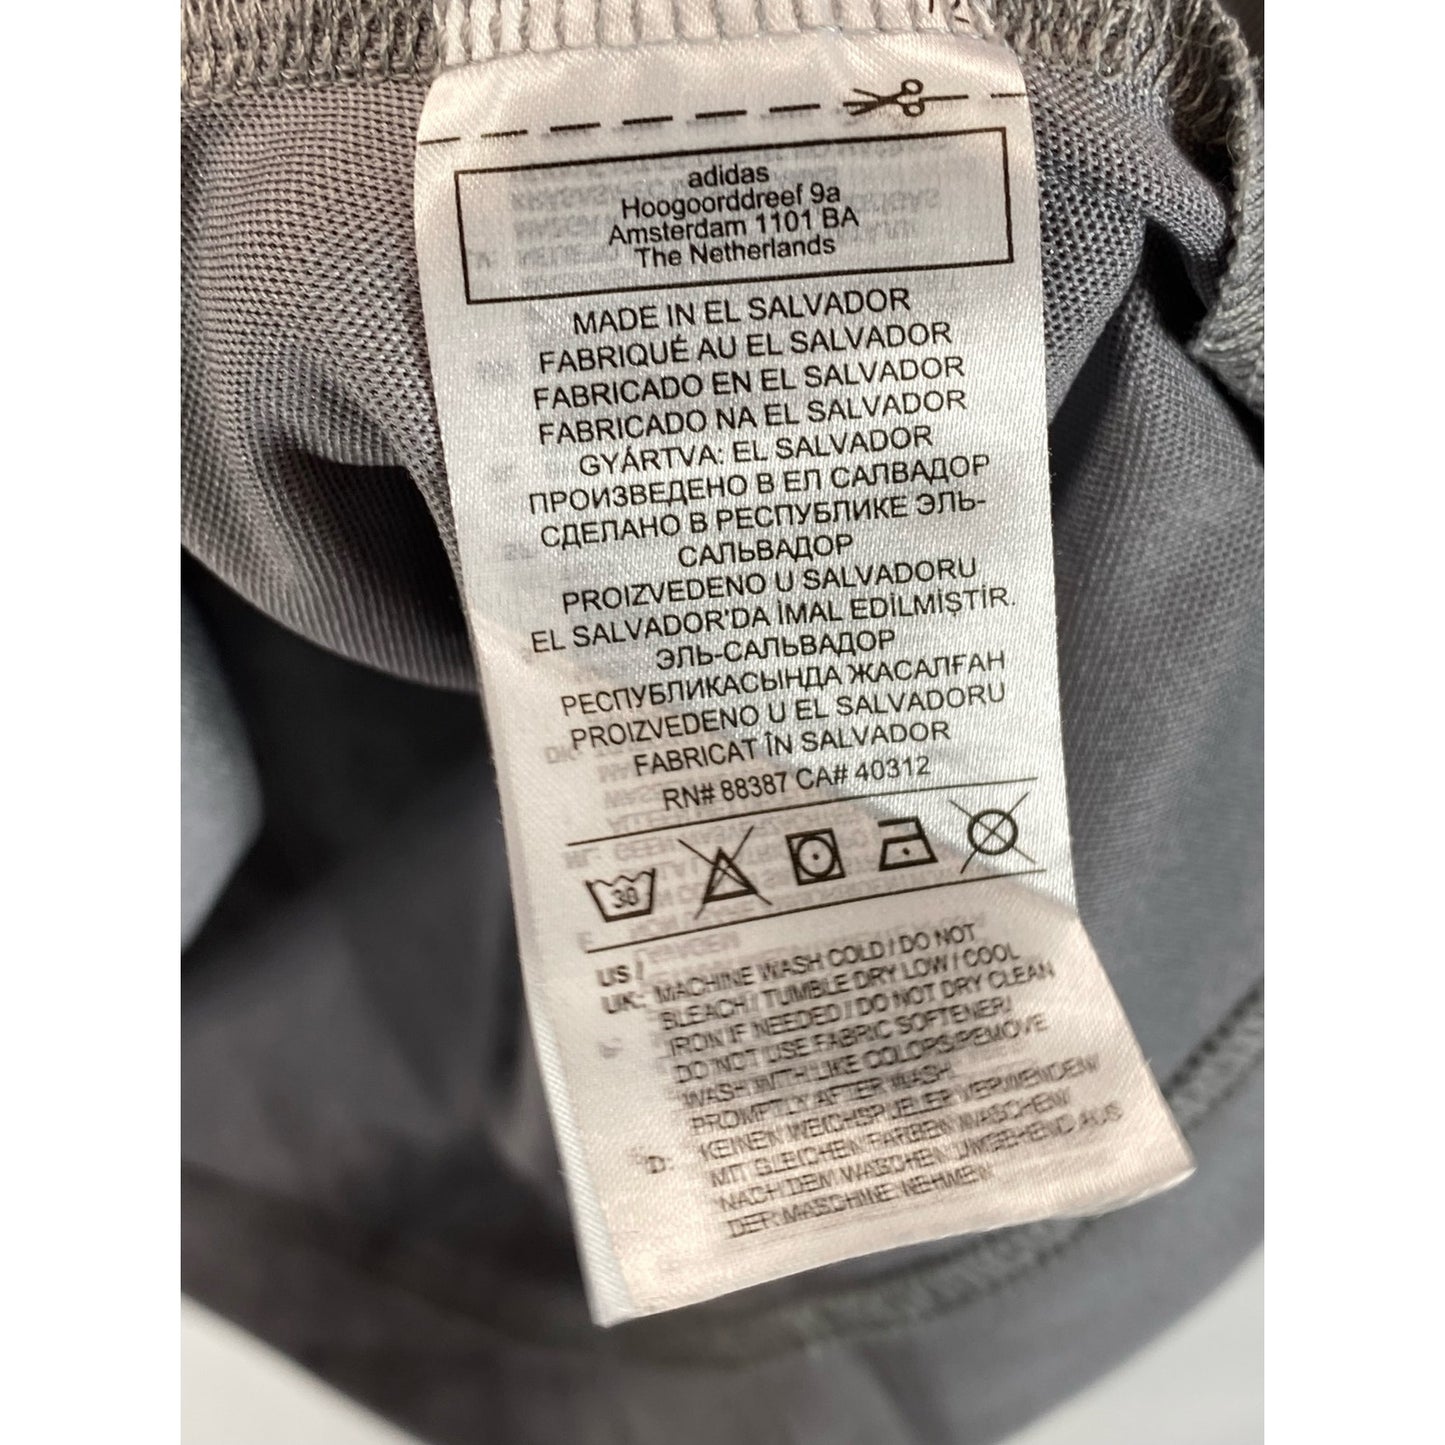 adidas
Hoogoorddreef 9a
Amsterdam 1101 BA
The Netherlands
MADE IN EL SALVADOR
FABRIQUÉ AU EL SALVADOR
FABRICADO EN EL SALVADOR
FABRICADO NA EL SALVADOR
GYÁRTVA: EL SALVADOR
ПРОИЗВЕДЕНО В ЕЛ САЛВАДОР
СДЕЛАНО В РЕСПУБЛИКЕ ЭЛЬ-
САЛЬВАДОР
PROIZVEDENO U SALVADORU
EL SALVADOR'DA İMAL EDİLMİŞTİR.
ЭЛЬ-САЛЬВАДОР
РЕСПУБЛИКАСЫНДА ЖАСАЛҒАН
PROIZVEDENO U EL SALVADORU
FABRICAT ÎN SALVADOR
RN# 88387 CA# 40312
30
US /
UK: MACHINE WASH COLD / DO NOT
BLEACH / TUMBLE DRY LOW / COOL
IRON IF NEEDED / DO NOT DRY CLEAN
DO NOT USE FABRIC SOFTENER/
WASH WITH LIKE COLORS/REMOVE
PROMPTLY AFTER WASH.
D: KEINEN WEICHSPUELER VERWENDEN/
MIT GLEICHEN FARBEN WASCHEN/
NACH DEM WASCHEN UMGEHEND AUS
DER MASCHINE NEHMEN